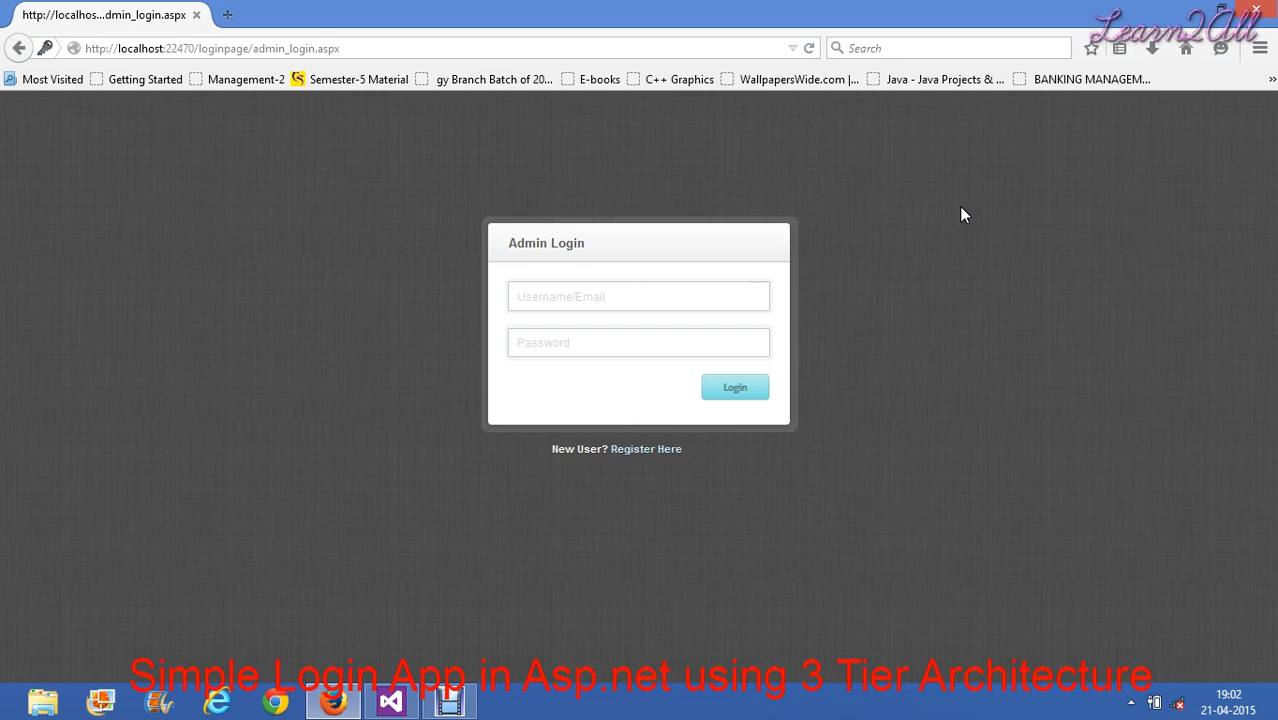 http://localhos...dmin_login.aspx
Learn2All
http://localhost:22470/loginpage/admin_login.aspx
Search
Most Visited Getting Started Management-2 Semester-5 Material gy Branch Batch of 20... E-books C++ Graphics WallpapersWide.com |... Java - Java Projects & ... BANKING MANAGEM... »
Admin Login
Username/Email
Password
Login
New User? Register Here
Simple Login App in Asp.net using 3 Tier Architecture
19:02
21-04-2015